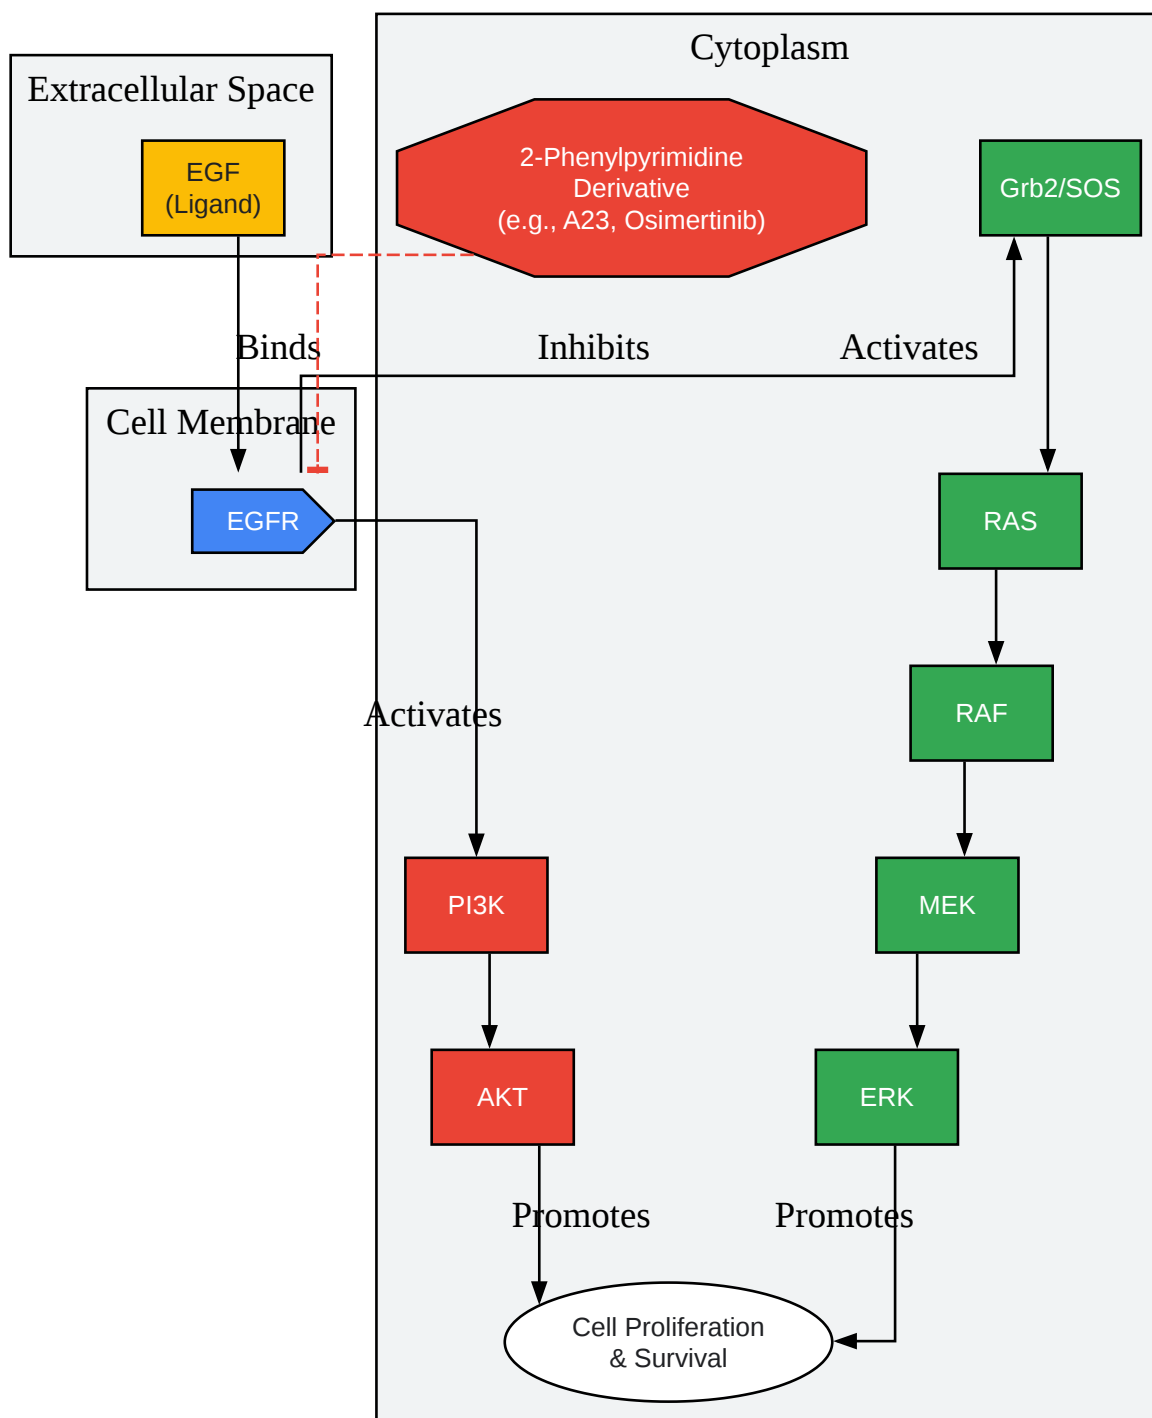 Cytoplasm
Extracellular Space
EGF
(Ligand)
2-Phenylpyrimidine
Derivative
(e.g., A23, Osimertinib)
Grb2/SOS
Binds
Inhibits
Activates
Cell Membrane
EGFR
RAS
RAF
Activates
PI3K
MEK
AKT
ERK
Promotes
Promotes
Cell Proliferation
& Survival